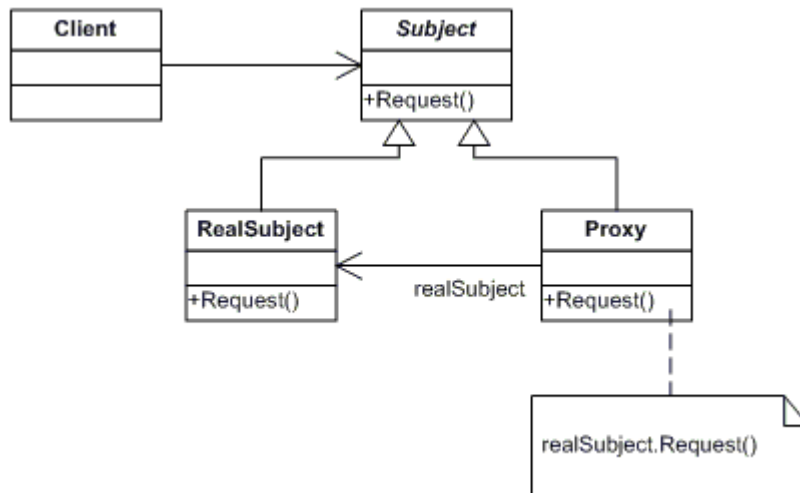 Client
Subject
+Request()
RealSubject
+Request()
realSubject
Proxy
+Request()
realSubject.Request()